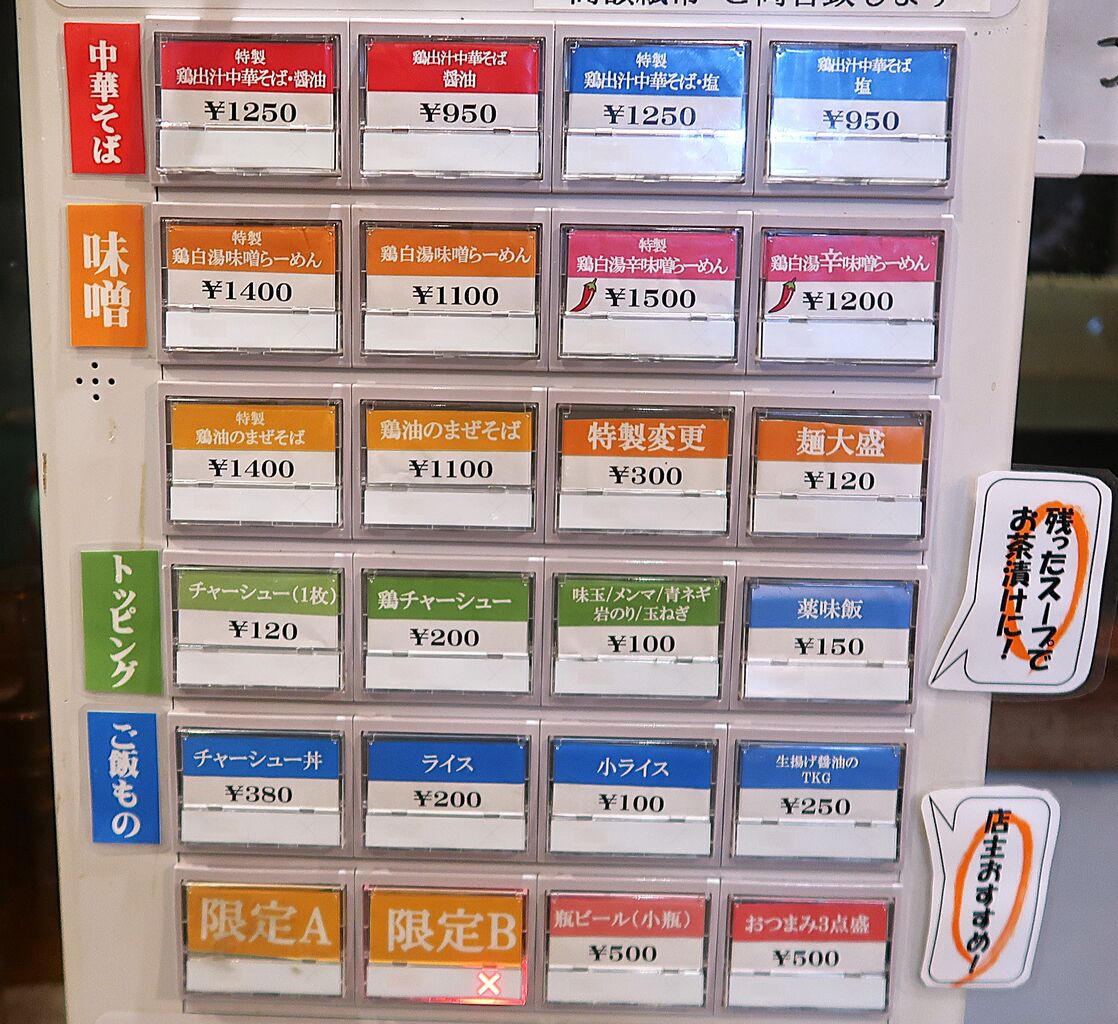 中華そば
特製
鶏出汁中華そば・醤油
¥1250
鶏出汁中華そば
醤油
¥950
特製
鶏出汁中華そば・塩
¥1250
鶏出汁中華そば
塩
¥950
味噌
特製
鶏白湯味噌らーめん
¥1400
鶏白湯味噌らーめん
¥1100
特製
鶏白湯辛味噌らーめん
¥1500
鶏白湯辛味噌らーめん
¥1200
特製
鶏油のまぜそば
¥1400
鶏油のまぜそば
¥1100
特製変更
¥300
麺大盛
¥120
トッピング
チャーシュー(1枚)
¥120
鶏チャーシュー
¥200
味玉/メンマ/青ネギ
岩のり/玉ねぎ
¥100
薬味飯
¥150
残ったスープで
お茶漬けに!
ご飯もの
チャーシュー丼
¥380
ライス
¥200
小ライス
¥100
生揚げ醤油の
TKG
¥250
店主おすすめ!
限定A
限定B
瓶ビール(小瓶)
¥500
おつまみ3点盛
¥500